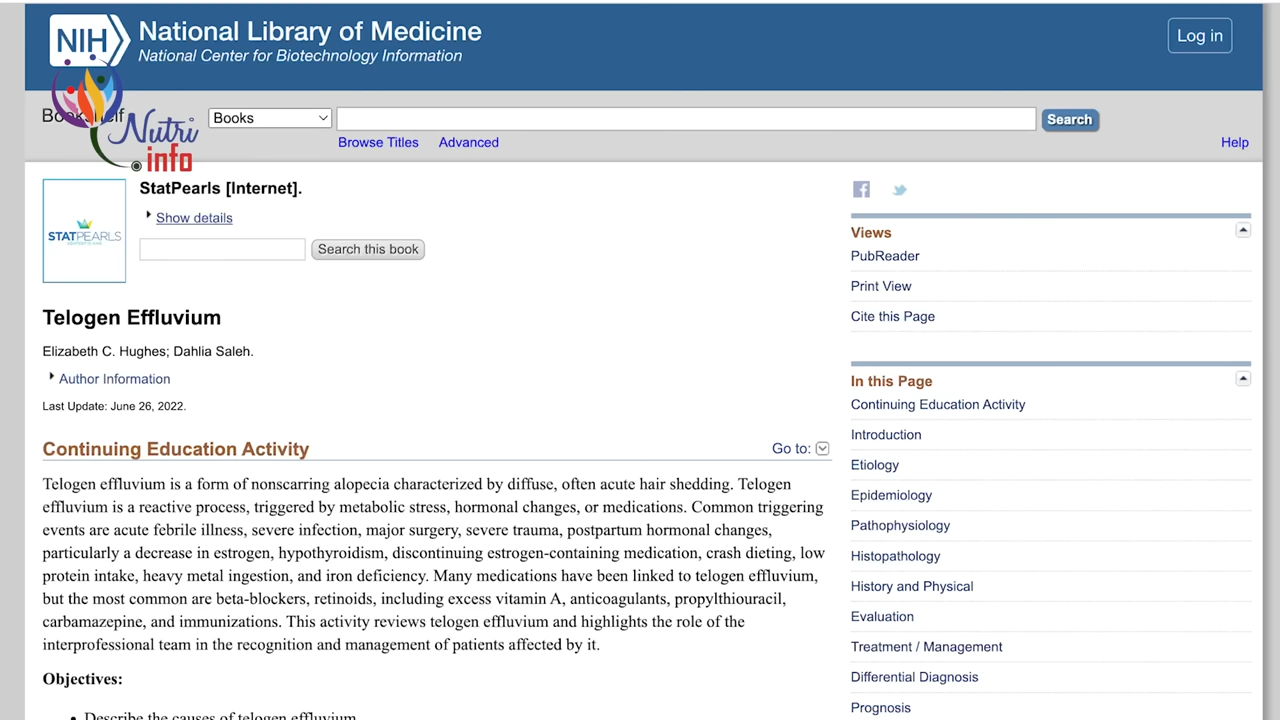 NIH
National Library of Medicine
National Center for Biotechnology Information
Log in
Bookshelf
Nutri
.info
Books
Search
Browse Titles
Advanced
Help
STATPEARLS
StatPearls [Internet].
Show details
Search this book
Telogen Effluvium
Elizabeth C. Hughes; Dahlia Saleh.
Author Information
Last Update: June 26, 2022.
Continuing Education Activity
Go to:
Telogen effluvium is a form of nonscarring alopecia characterized by diffuse, often acute hair shedding. Telogen
effluvium is a reactive process, triggered by metabolic stress, hormonal changes, or medications. Common triggering
events are acute febrile illness, severe infection, major surgery, severe trauma, postpartum hormonal changes,
particularly a decrease in estrogen, hypothyroidism, discontinuing estrogen-containing medication, crash dieting, low
protein intake, heavy metal ingestion, and iron deficiency. Many medications have been linked to telogen effluvium,
but the most common are beta-blockers, retinoids, including excess vitamin A, anticoagulants, propylthiouracil,
carbamazepine, and immunizations. This activity reviews telogen effluvium and highlights the role of the
interprofessional team in the recognition and management of patients affected by it.
Objectives:
• Describe the causes of telogen effluvium.
Views
PubReader
Print View
Cite this Page
In this Page
Continuing Education Activity
Introduction
Etiology
Epidemiology
Pathophysiology
Histopathology
History and Physical
Evaluation
Treatment / Management
Differential Diagnosis
Prognosis